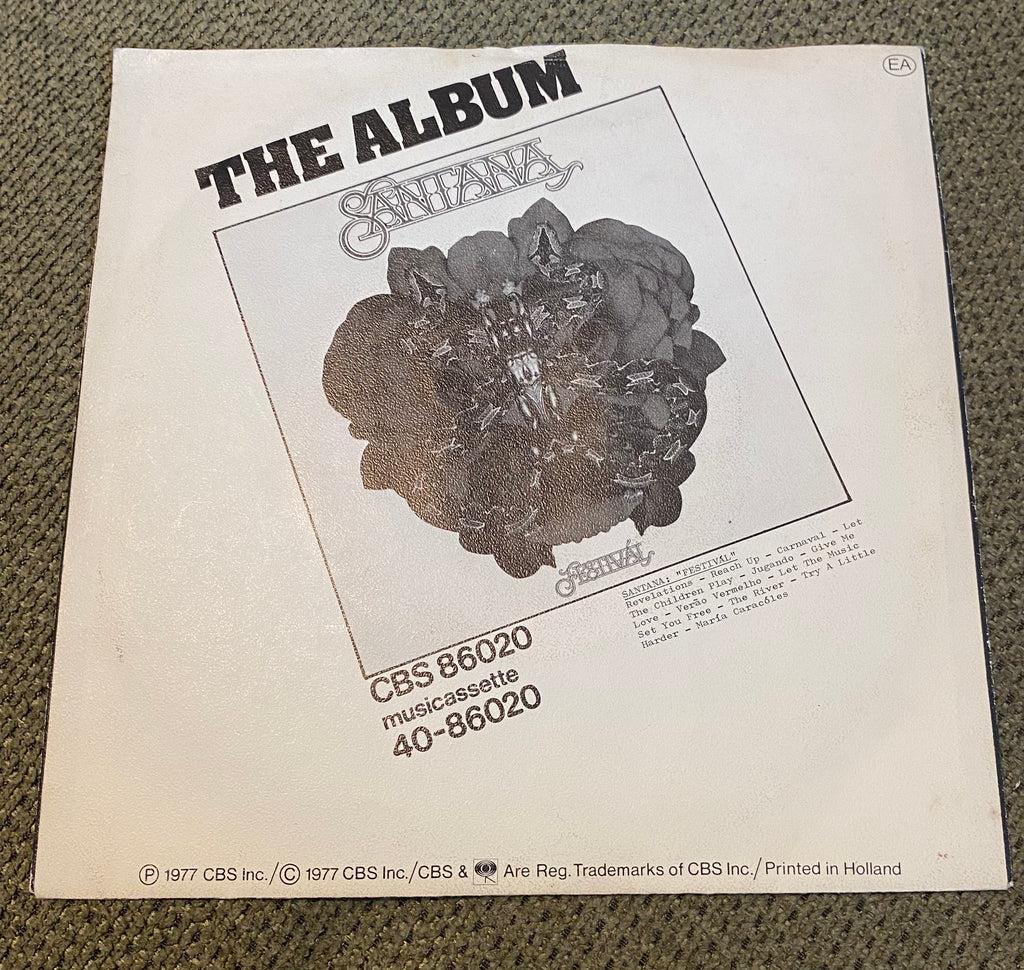 EA
THE ALBUM
SANTANA
FESTIVÁL
SANTANA: "FESTIVÁL"
Revelations - Reach Up - Carnaval - Let
The Children Play - Jugando - Give Me
Love - Verão Vermelho - Let The Music
Set You Free - The River - Try A Little
Harder - María Caracóles
CBS 86020
musicassette
40-86020
Ⓟ 1977 CBS Inc./Ⓒ 1977 CBS Inc./CBS & Are Reg. Trademarks of CBS Inc./Printed in Holland